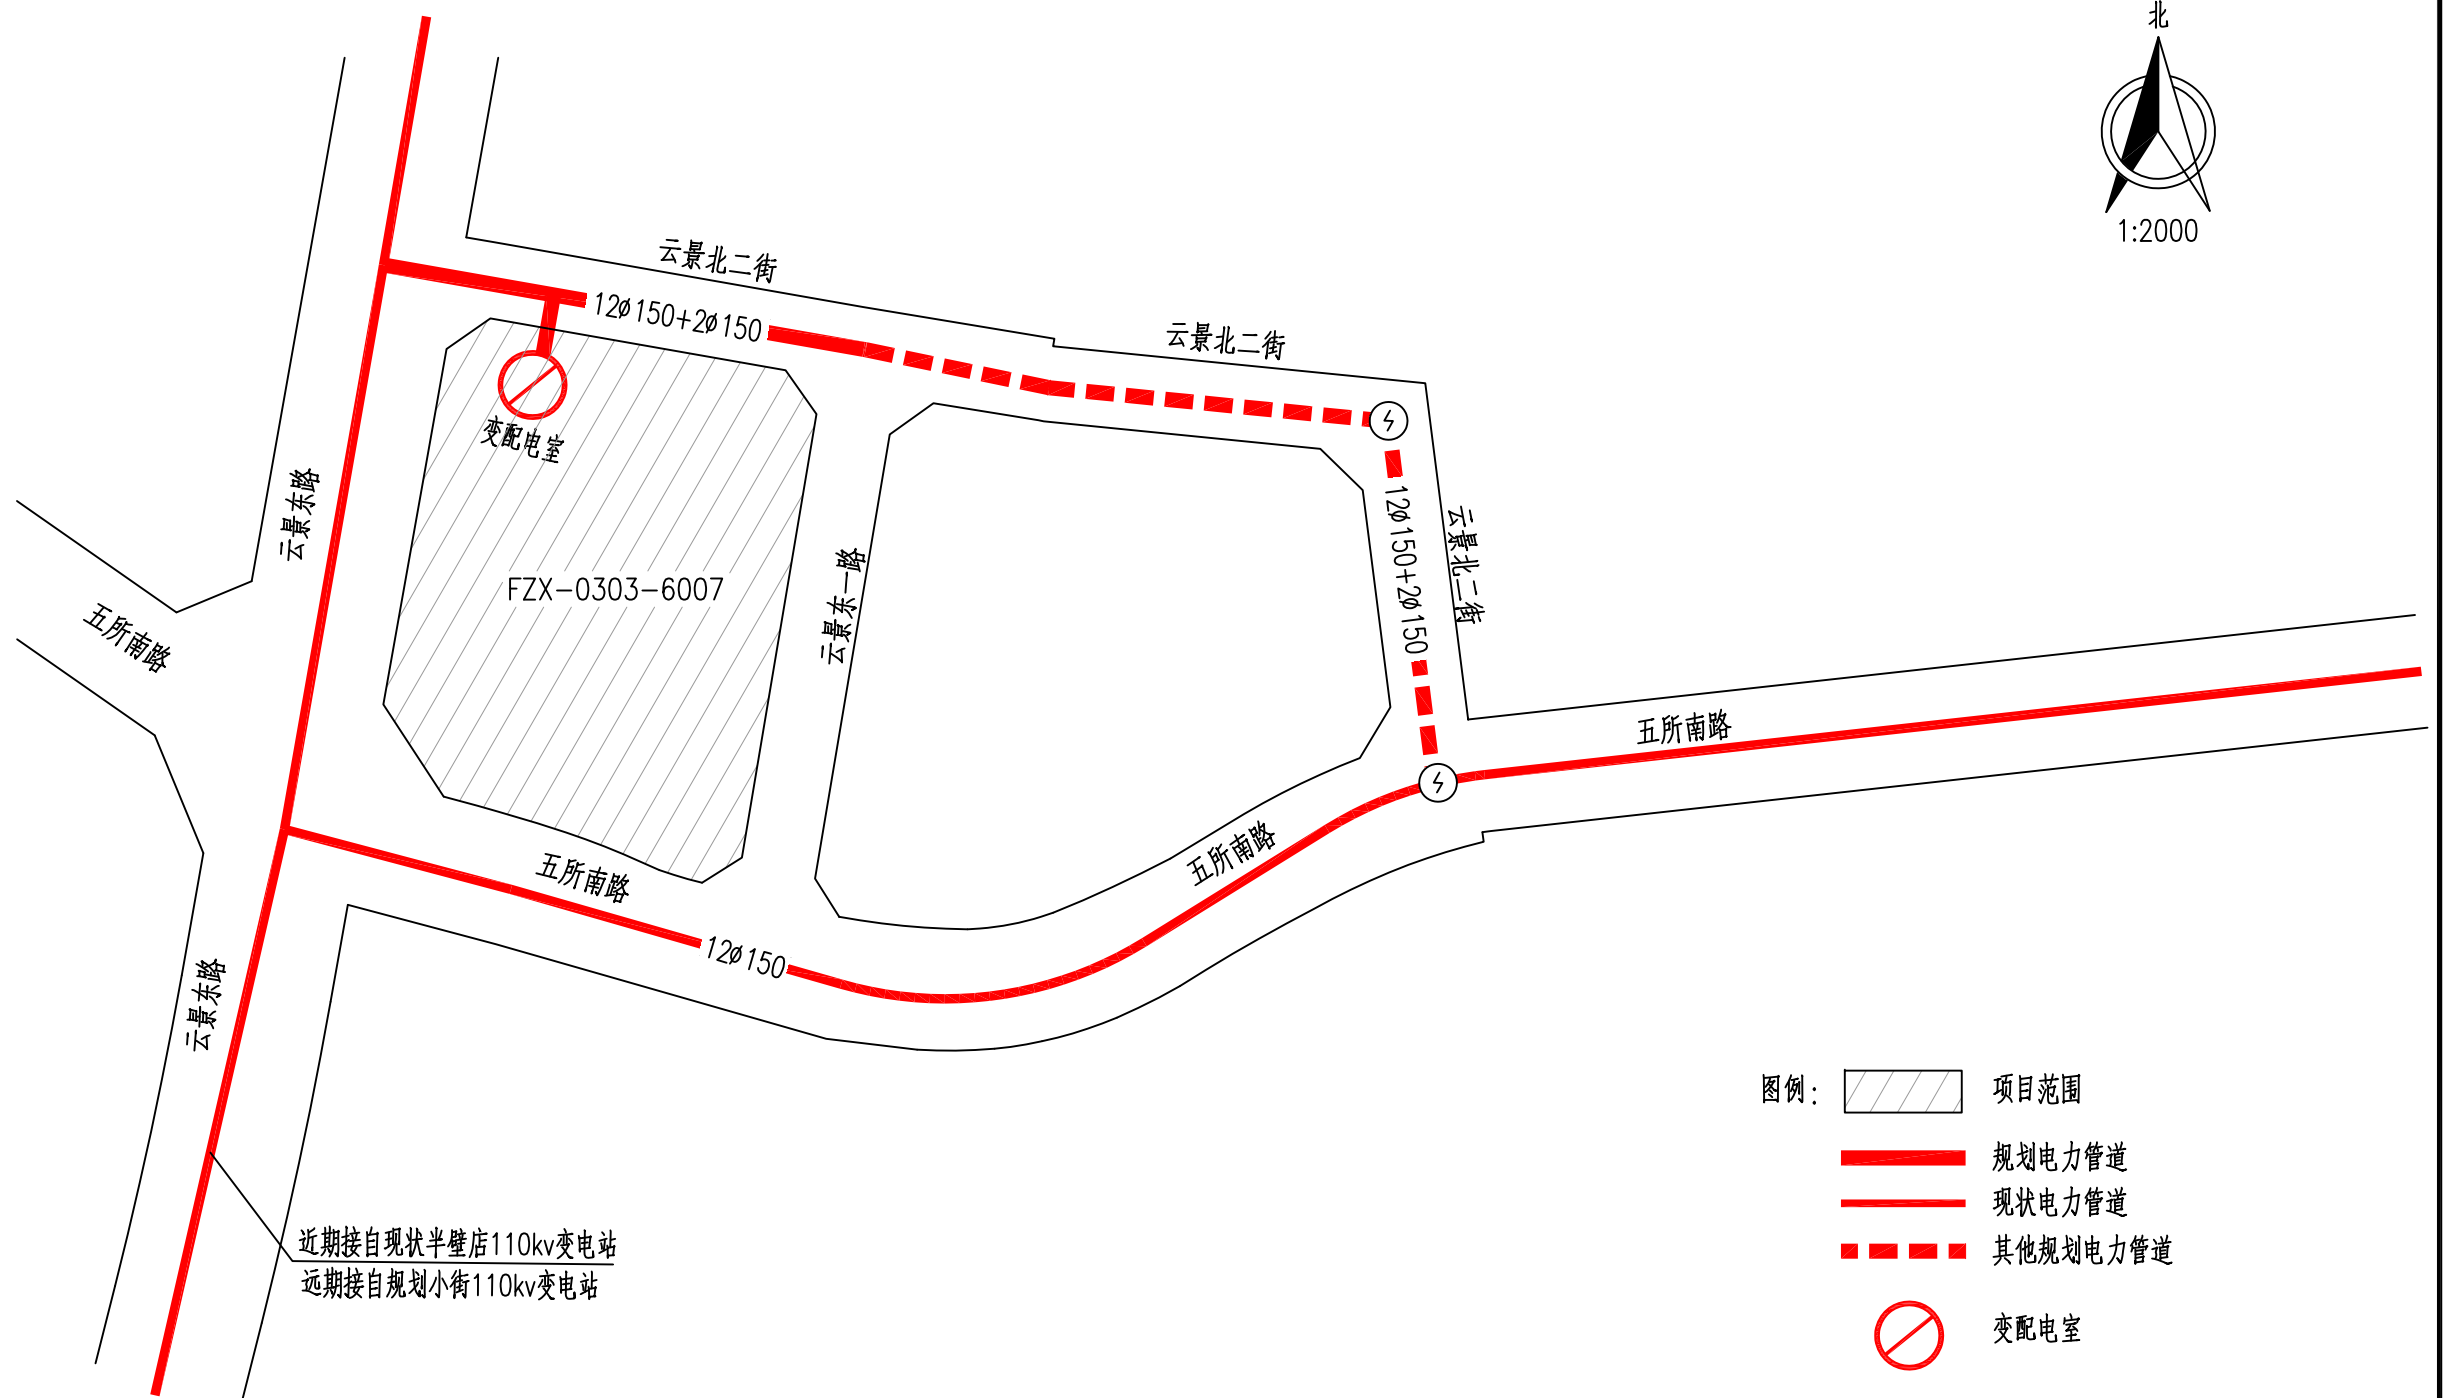 北
1:2000
云景北二街
12ø150+2ø150
云景北二街
变配电室
云景东路
FZX-0303-6007
云景东一路
12ø150+2ø150
云景北二街
五所南路
五所南路
五所南路
五所南路
12ø150
云景东路
近期接自现状半壁店110kv变电站
远期接自规划小街110kv变电站
图例：
项目范围
规划电力管道
现状电力管道
其他规划电力管道
变配电室